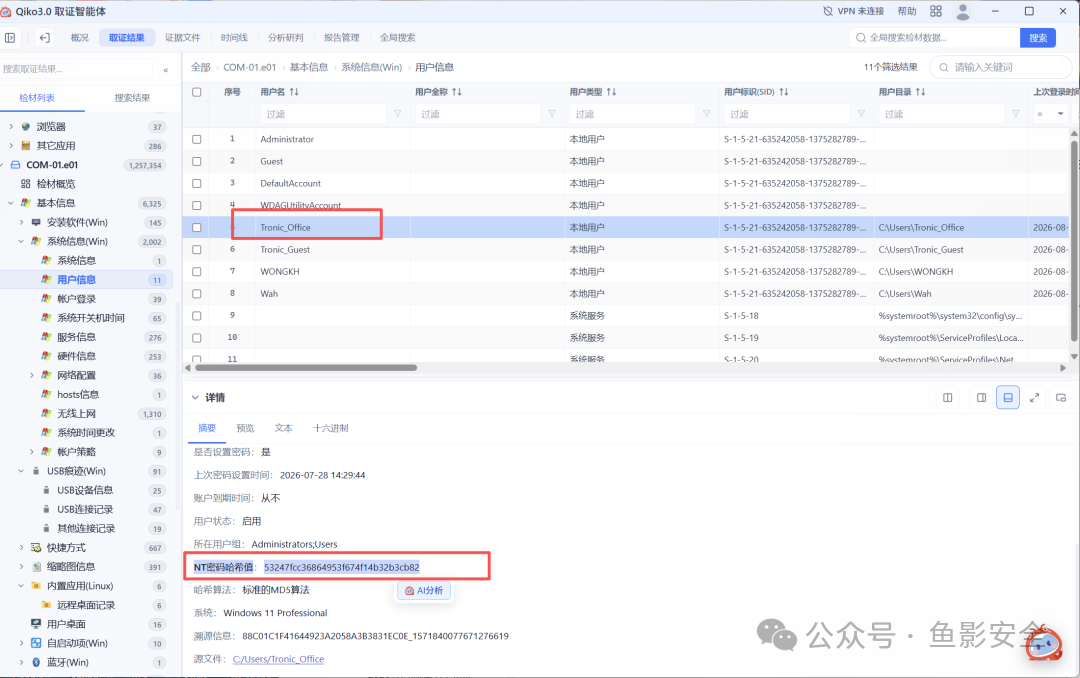 Qiko3.0 取证智能体
VPN 未连接
帮助
概况
取证结果
证据文件
时间线
分析研判
报告管理
全局搜索
全局搜索检材数据...
搜索
搜索取证结果...
«
检材列表
搜索结果
浏览器 37
其它应用 286
COM-01.e01 1,257,354
检材概览
基本信息 6,325
安装软件(Win) 145
系统信息(Win) 2,002
系统信息 1
用户信息 11
帐户登录 39
系统开关机时间 65
服务信息 276
硬件信息 253
网络配置 36
hosts信息 1
无线上网 1,310
系统时间更改 1
帐户策略 9
USB痕迹(Win) 91
USB设备信息 25
USB连接记录 47
其他连接记录 19
快捷方式 667
缩略图信息 391
内置应用(Linux) 6
远程桌面记录 6
用户桌面 16
自启动项(Win) 10
蓝牙(Win) 1
全部 › COM-01.e01 › 基本信息 › 系统信息(Win) › 用户信息
11个筛选结果
请输入关键词
序号 用户名 ↑↓ 用户全称 ↑↓ 用户类型 ↑↓ 用户标识(SID) ↑↓ 用户目录 ↑↓ 上次登录时间
过滤 过滤 过滤 过滤 过滤 =
1 Administrator 本地用户 S-1-5-21-635242058-1375282789-...
2 Guest 本地用户 S-1-5-21-635242058-1375282789-...
3 DefaultAccount 本地用户 S-1-5-21-635242058-1375282789-...
4 WDAGUtilityAccount 本地用户 S-1-5-21-635242058-1375282789-...
Tronic_Office 本地用户 S-1-5-21-635242058-1375282789-... C:\Users\Tronic_Office 2026-08-
6 Tronic_Guest 本地用户 S-1-5-21-635242058-1375282789-... C:\Users\Tronic_Guest 2026-08-
7 WONGKH 本地用户 S-1-5-21-635242058-1375282789-... C:\Users\WONGKH 2026-08-
8 Wah 本地用户 S-1-5-21-635242058-1375282789-... C:\Users\Wah 2026-08-
9 系统服务 S-1-5-18 %systemroot%\system32\config\sy...
10 系统服务 S-1-5-19 %systemroot%\ServiceProfiles\Loca...
11 系统服务 S-1-5-20 %systemroot%\ServiceProfiles\Net
详情
摘要
预览
文本
十六进制
是否设置密码: 是
上次密码设置时间: 2026-07-28 14:29:44
账户到期时间: 从不
用户状态: 启用
所在用户组: Administrators;Users
NT密码哈希值: 53247fcc36864953f674f14b32b3cb82
哈希算法: 标准的MD5算法
AI分析
系统: Windows 11 Professional
溯源信息: 88C01C1F41644923A2058A3B3831EC0E_1571840077671276619
源文件: C:/Users/Tronic_Office
公众号 · 鱼影安全